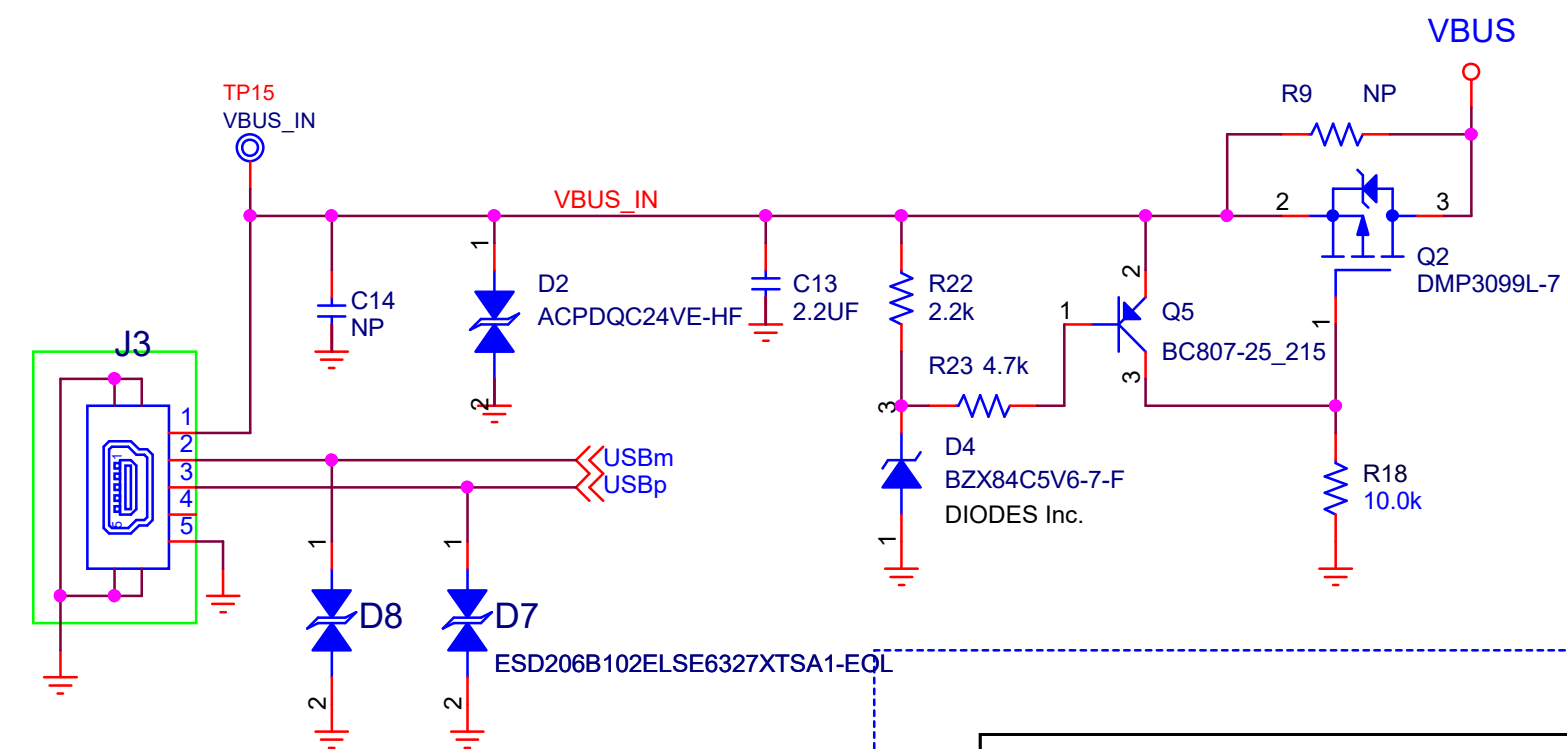 VBUS
TP15
VBUS_IN
R9 NP
VBUS_IN
2
3
Q2
DMP3099L-7
1
1
D2
ACPDQC24VE-HF
2
C14
NP
C13
2.2UF
R22
2.2k
R23 4.7k
1
2
Q5
BC807-25_215
3
3
D4
BZX84C5V6-7-F
DIODES Inc.
1
R18
10.0k
J3
1
2
3
4
5
1
5
USBm
USBp
1
D8
2
1
D7
2
ESD206B102ELSE6327XTSA1-EOL